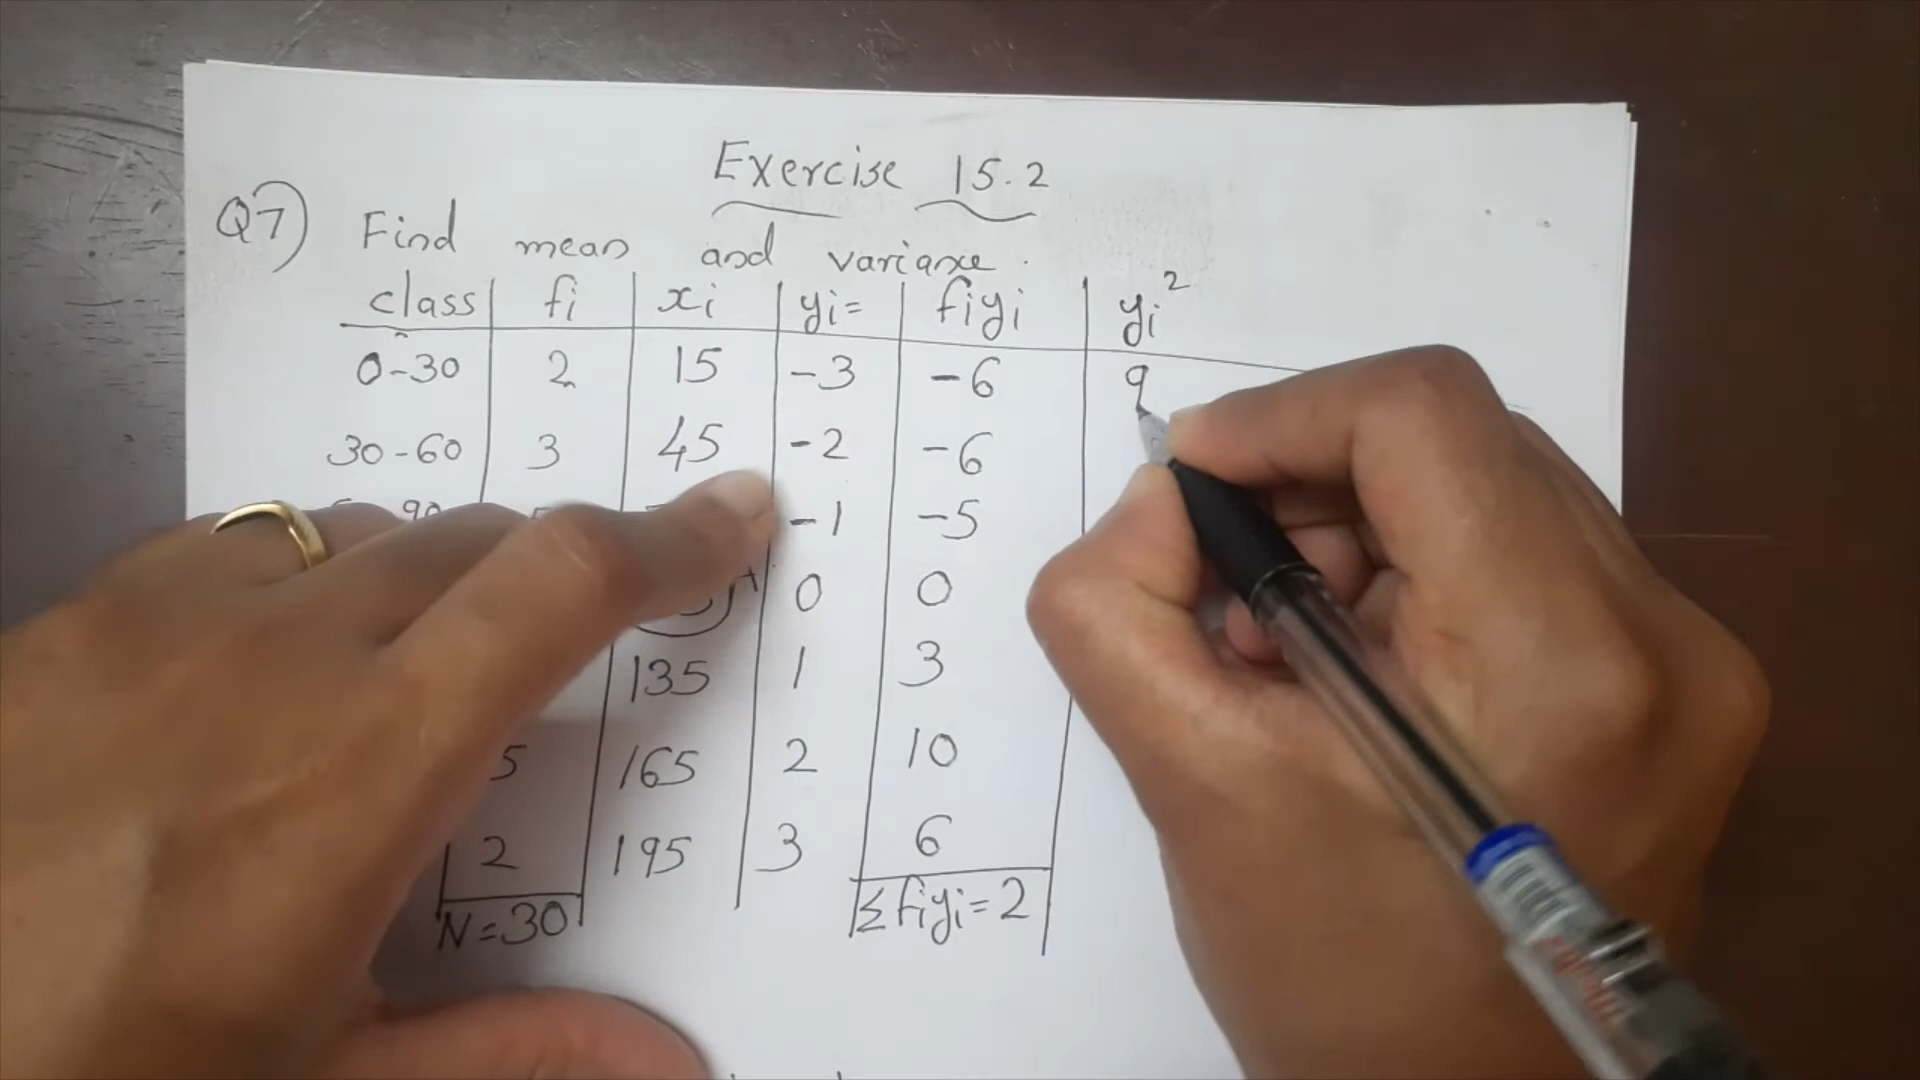 Exercise 15.2
Q7) Find mean and variance.
class fi xi yi= fiyi yi²
0-30 2 15 -3 -6 9
30-60 3 45 -2 -6
90 -1 -5
0 0
135 1 3
5 165 2 10
2 195 3 6
N=30 Σfiyi=2